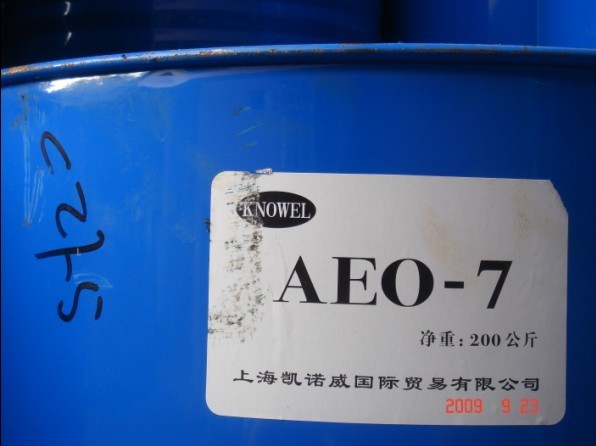 KNOWEL
AEO-7
净重:200公斤
上海凯诺威国际贸易有限公司
2009 9 23